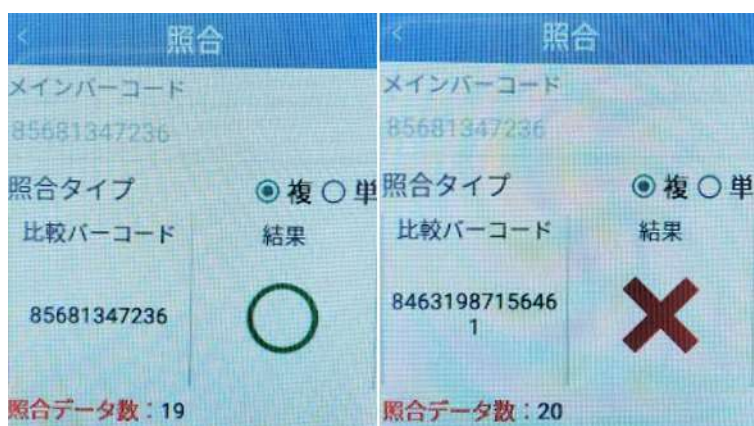 照合
メインバーコード
85681347236
照合タイプ
複 単
比較バーコード 結果
85681347236
照合データ数：19
照合
メインバーコード
85681347236
照合タイプ
複 単
比較バーコード 結果
8463198715646
1
照合データ数：20